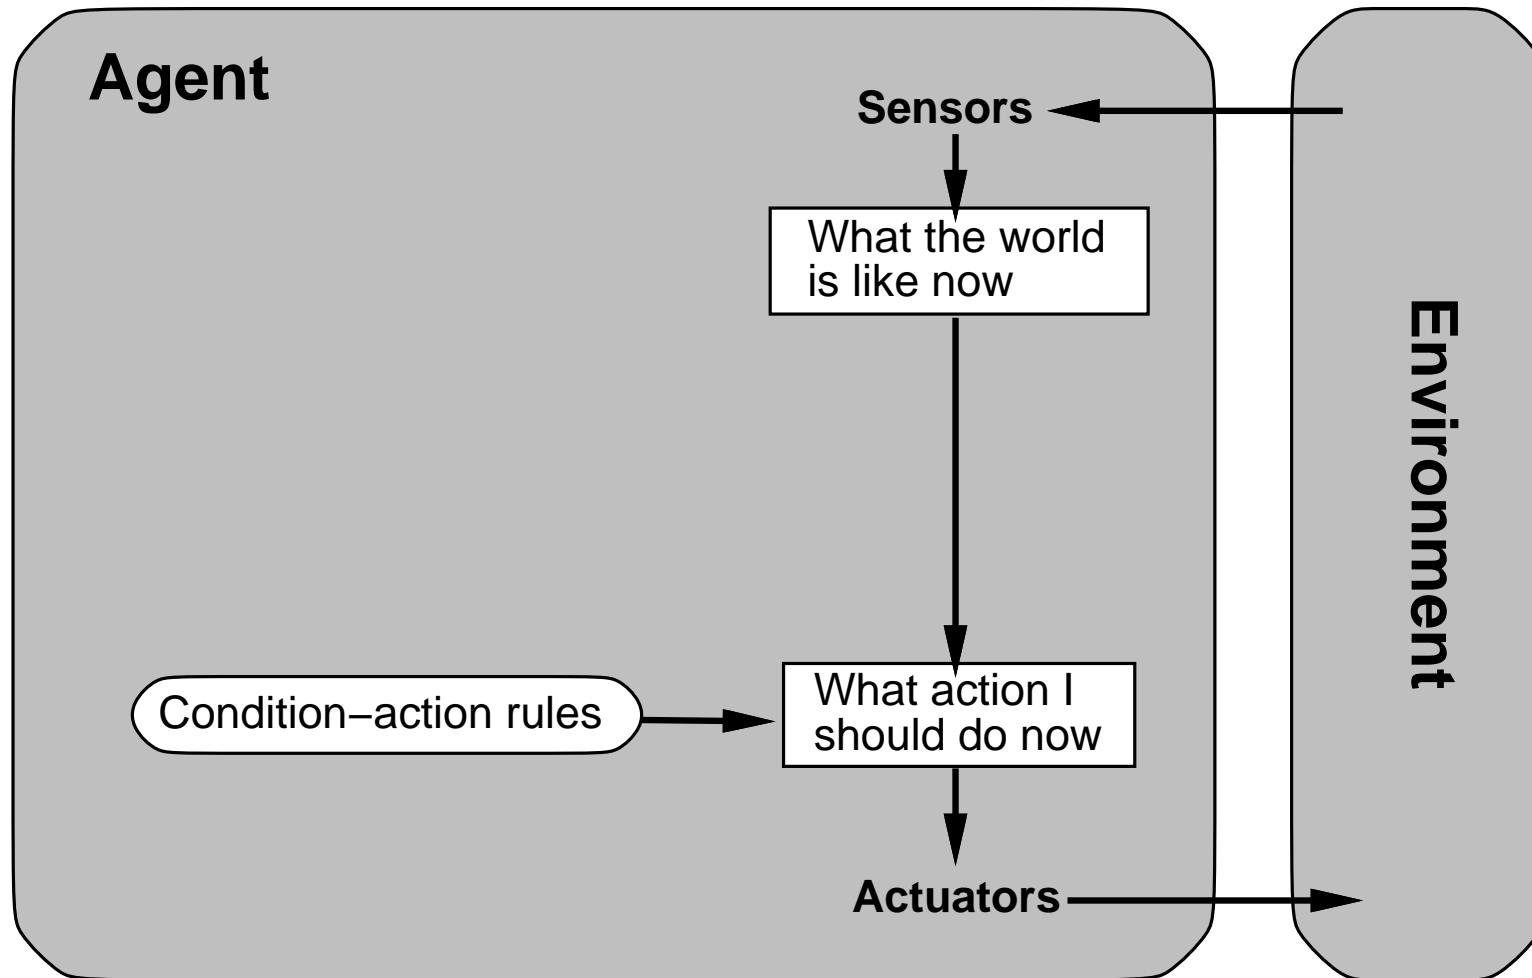 Agent
Sensors
What the world
is like now
Environment
Condition−action rules
What action I
should do now
Actuators